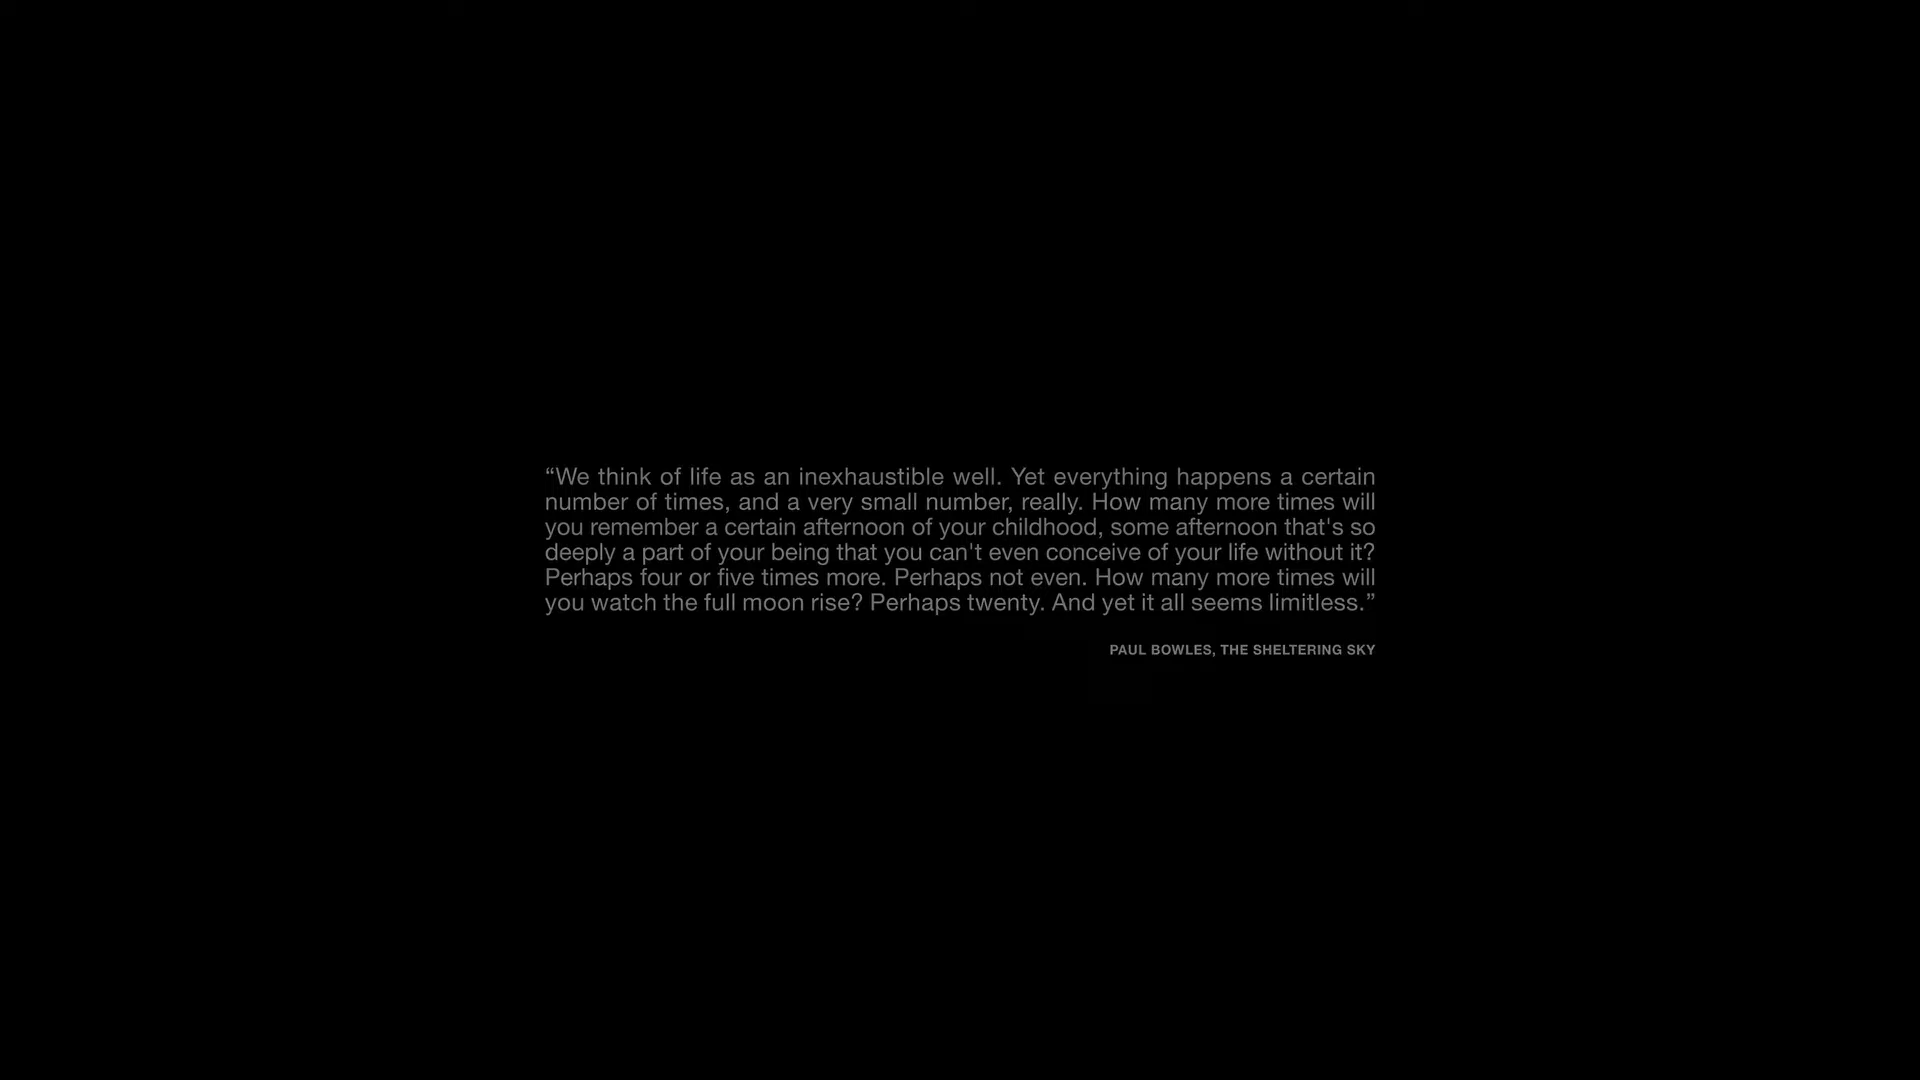 “We think of life as an inexhaustible well. Yet everything happens a certain
number of times, and a very small number, really. How many more times will
you remember a certain afternoon of your childhood, some afternoon that's so
deeply a part of your being that you can't even conceive of your life without it?
Perhaps four or five times more. Perhaps not even. How many more times will
you watch the full moon rise? Perhaps twenty. And yet it all seems limitless.”
PAUL BOWLES, THE SHELTERING SKY